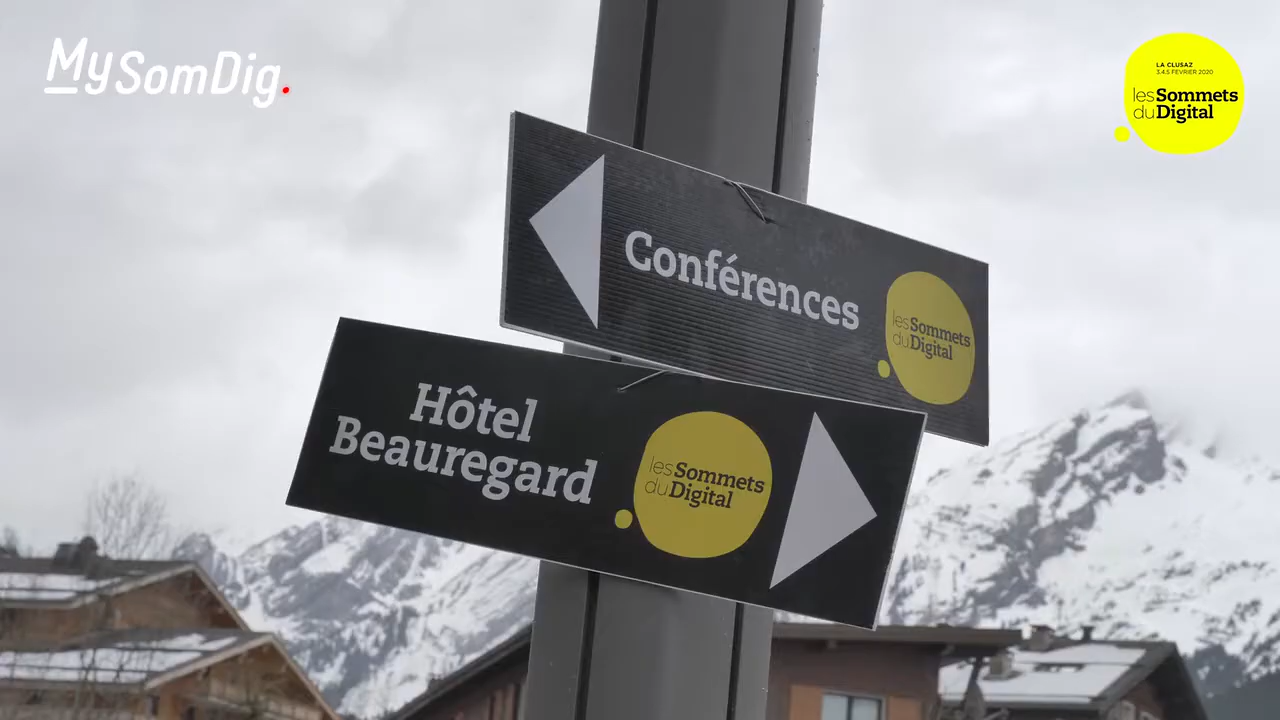 MySomDig.
LA CLUSAZ
3.4.5 FEVRIER 2020
les Sommets
du Digital
Conférences
les Sommets
du Digital
Hôtel
Beauregard
les Sommets
du Digital